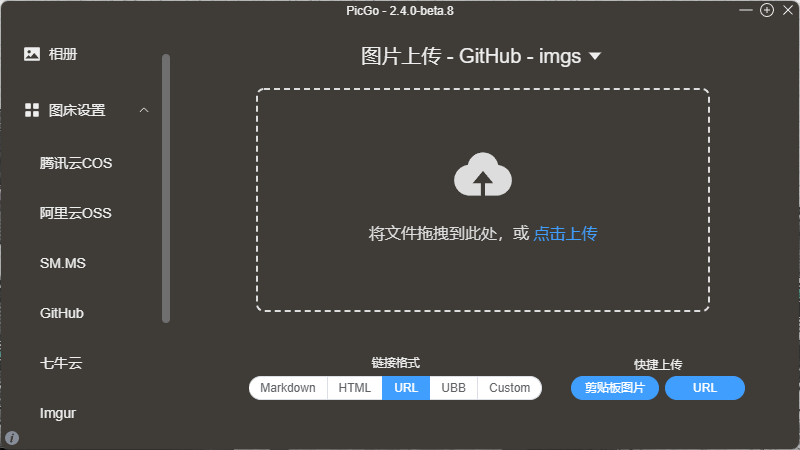 PicGo - 2.4.0-beta.8
相册
图床设置
腾讯云COS
阿里云OSS
SM.MS
GitHub
七牛云
Imgur
图片上传 - GitHub - imgs
将文件拖拽到此处，或 点击上传
链接格式
Markdown HTML URL UBB Custom
快捷上传
剪贴板图片 URL